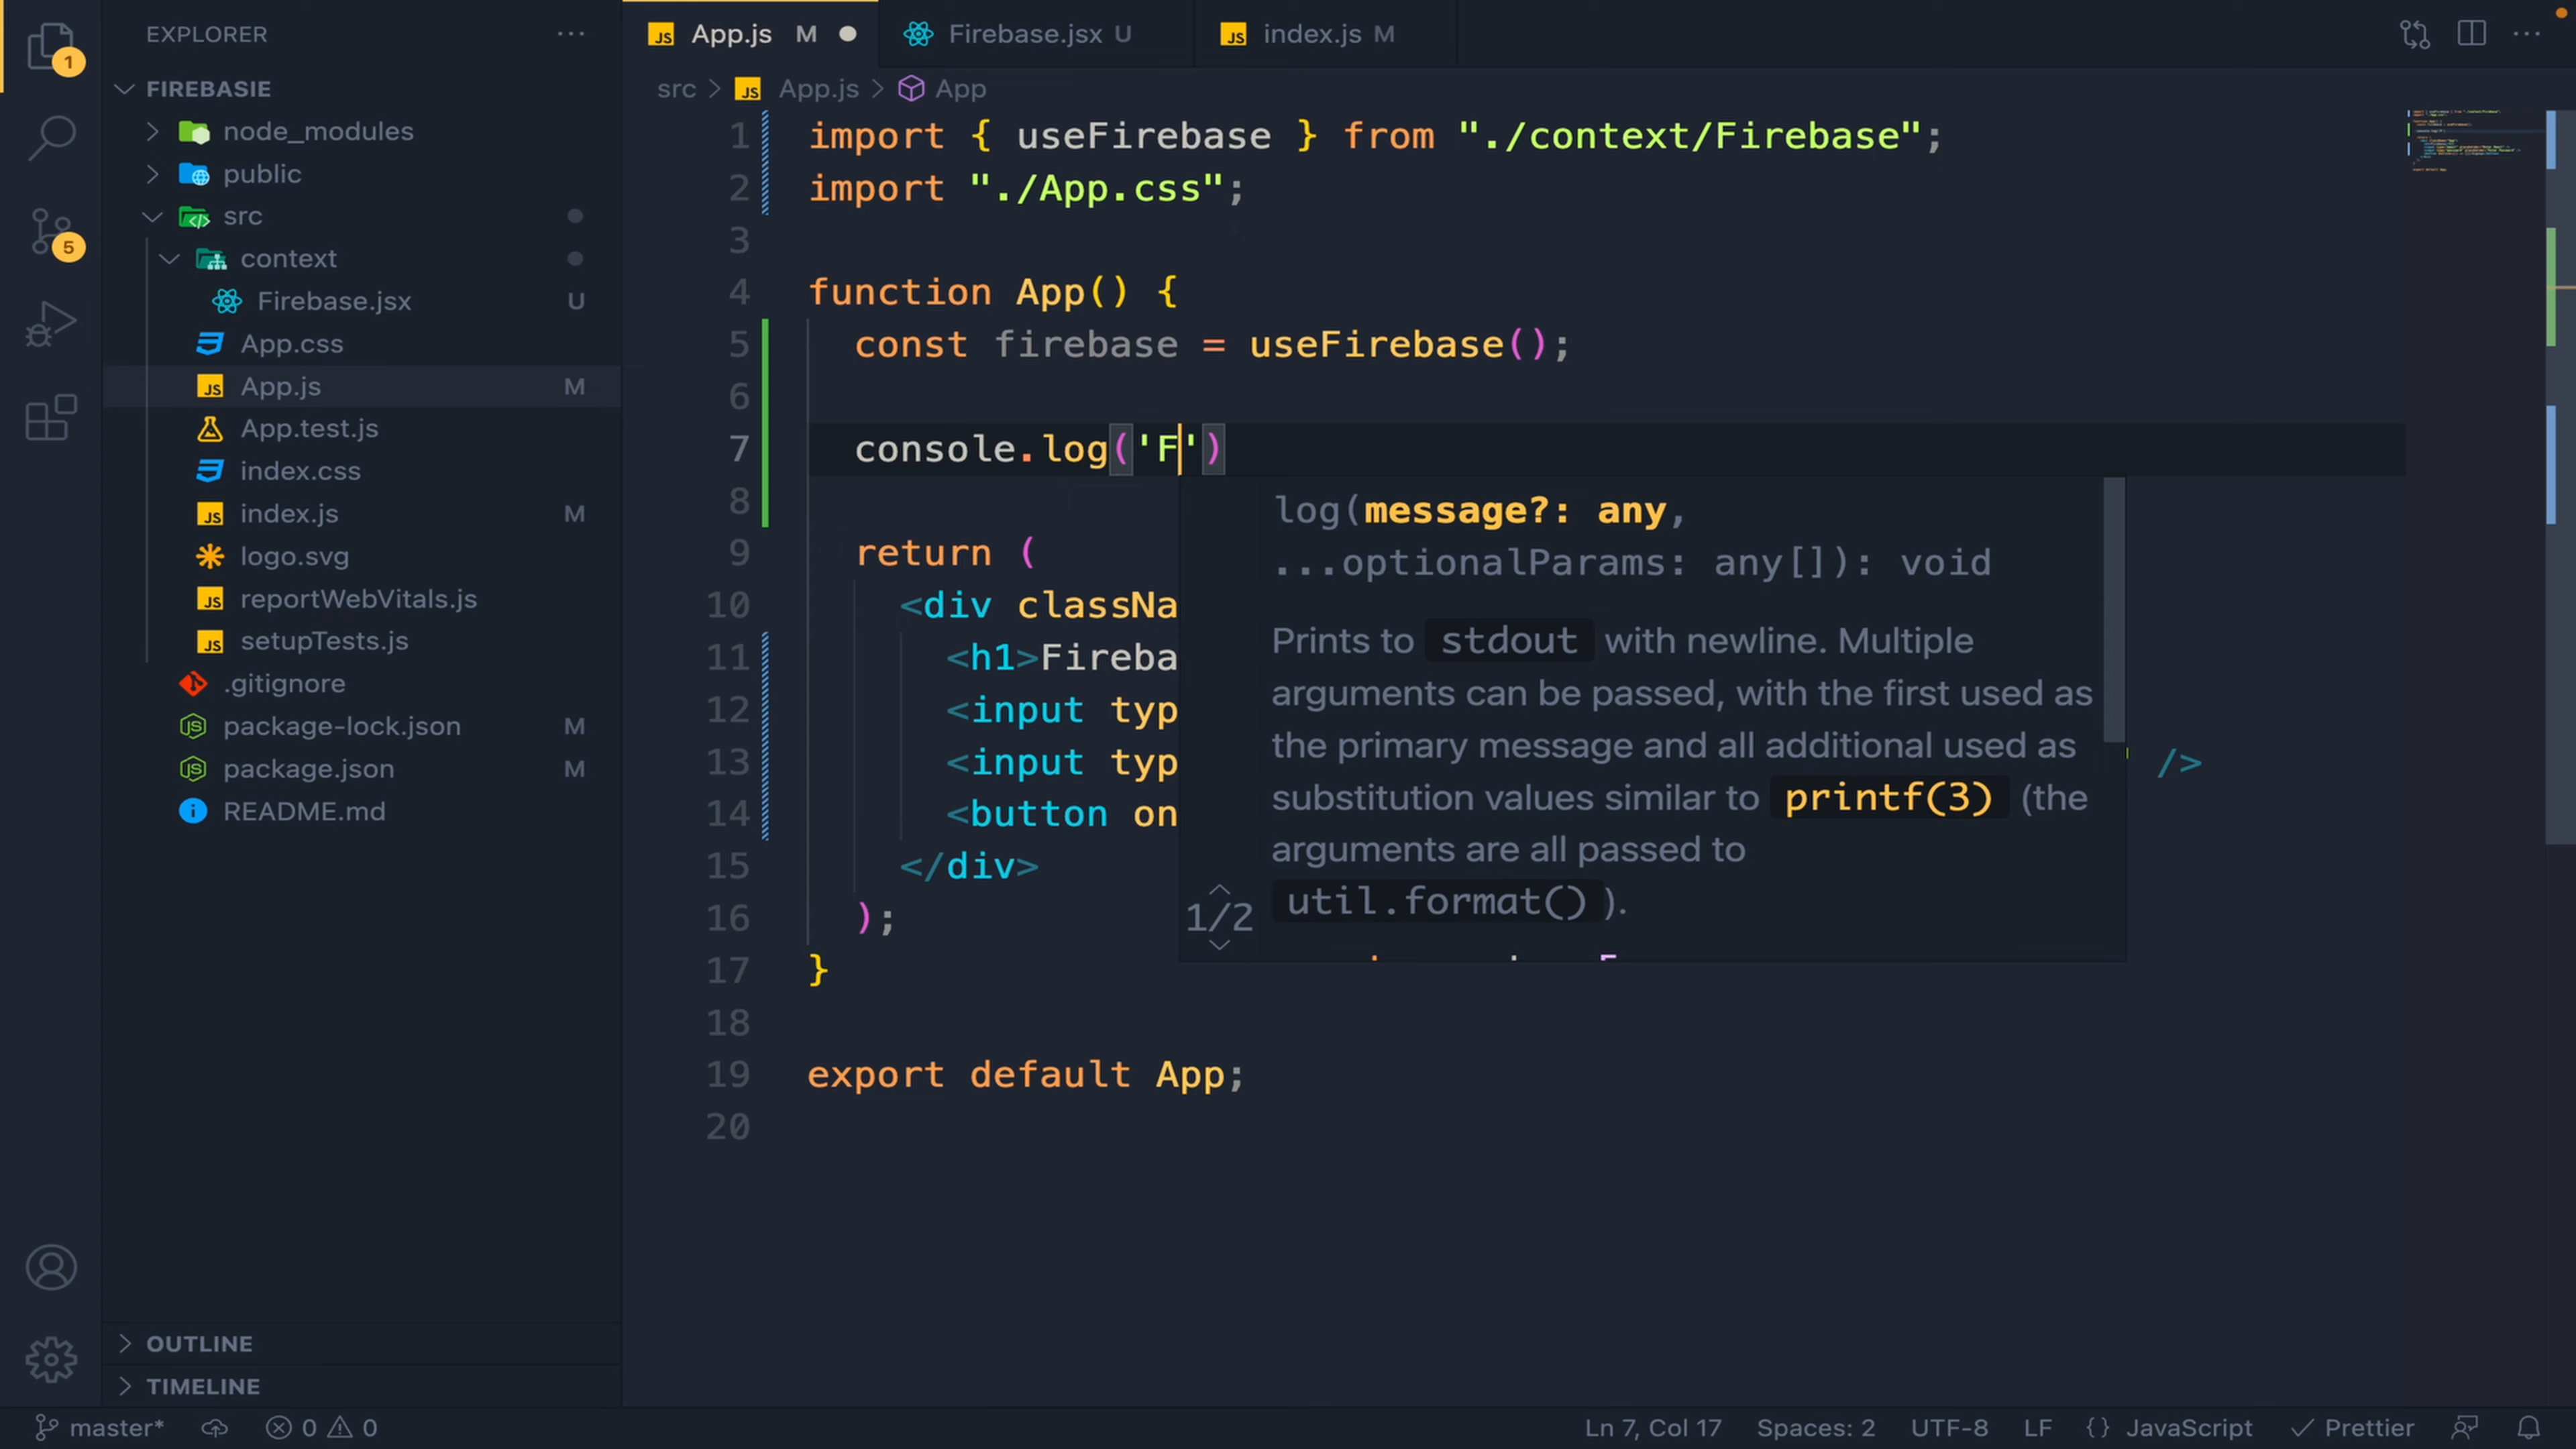 EXPLORER
1
5
FIREBASIE
node_modules
public
src
context
Firebase.jsx U
App.css
App.js M
App.test.js
index.css
index.js M
logo.svg
reportWebVitals.js
setupTests.js
.gitignore
package-lock.json M
package.json M
README.md
OUTLINE
TIMELINE
App.js M Firebase.jsx U index.js M
src > App.js > App
1 import { useFirebase } from "./context/Firebase";
2 import "./App.css";
3
4 function App() {
5 const firebase = useFirebase();
6
7 console.log('F')
8
9 return (
10 <div classNa
11 <h1>Fireba
12 <input typ
13 <input typ />
14 <button on
15 </div>
16 );
17 }
18
19 export default App;
20
log(message?: any,
...optionalParams: any[]): void
Prints to stdout with newline. Multiple
arguments can be passed, with the first used as
the primary message and all additional used as
substitution values similar to printf(3) (the
arguments are all passed to
util.format() ).
1/2
master* 0 0 Ln 7, Col 17 Spaces: 2 UTF-8 LF {} JavaScript Prettier